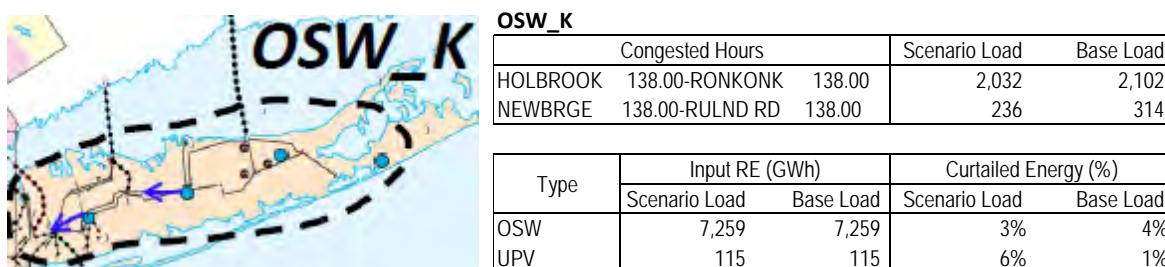 OSW_K
OSW_K
Congested Hours Scenario Load Base Load
HOLBROOK 138.00-RONKONK 138.00 2,032 2,102
NEWBRGE 138.00-RULND RD 138.00 236 314
Type Input RE (GWh) Curtailed Energy (%)
Scenario Load Base Load Scenario Load Base Load
OSW 7,259 7,259 3% 4%
UPV 115 115 6% 1%